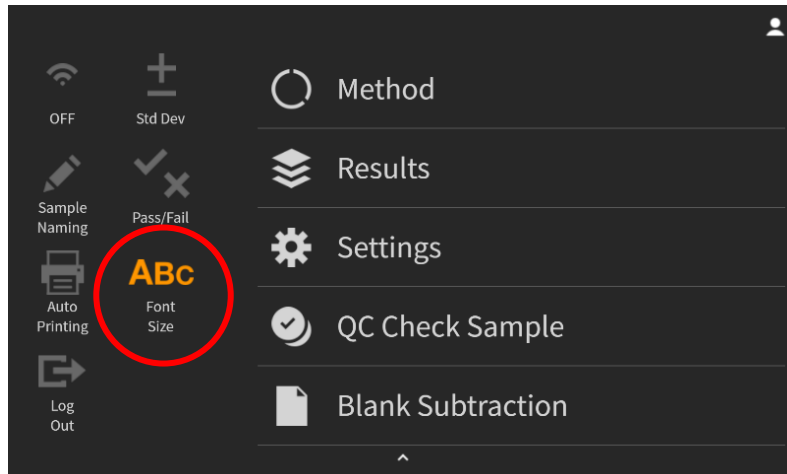 OFF
Std Dev
Sample
Naming
Pass/Fail
ABC
Auto
Printing
Font
Size
Log
Out
Method
Results
Settings
QC Check Sample
Blank Subtraction